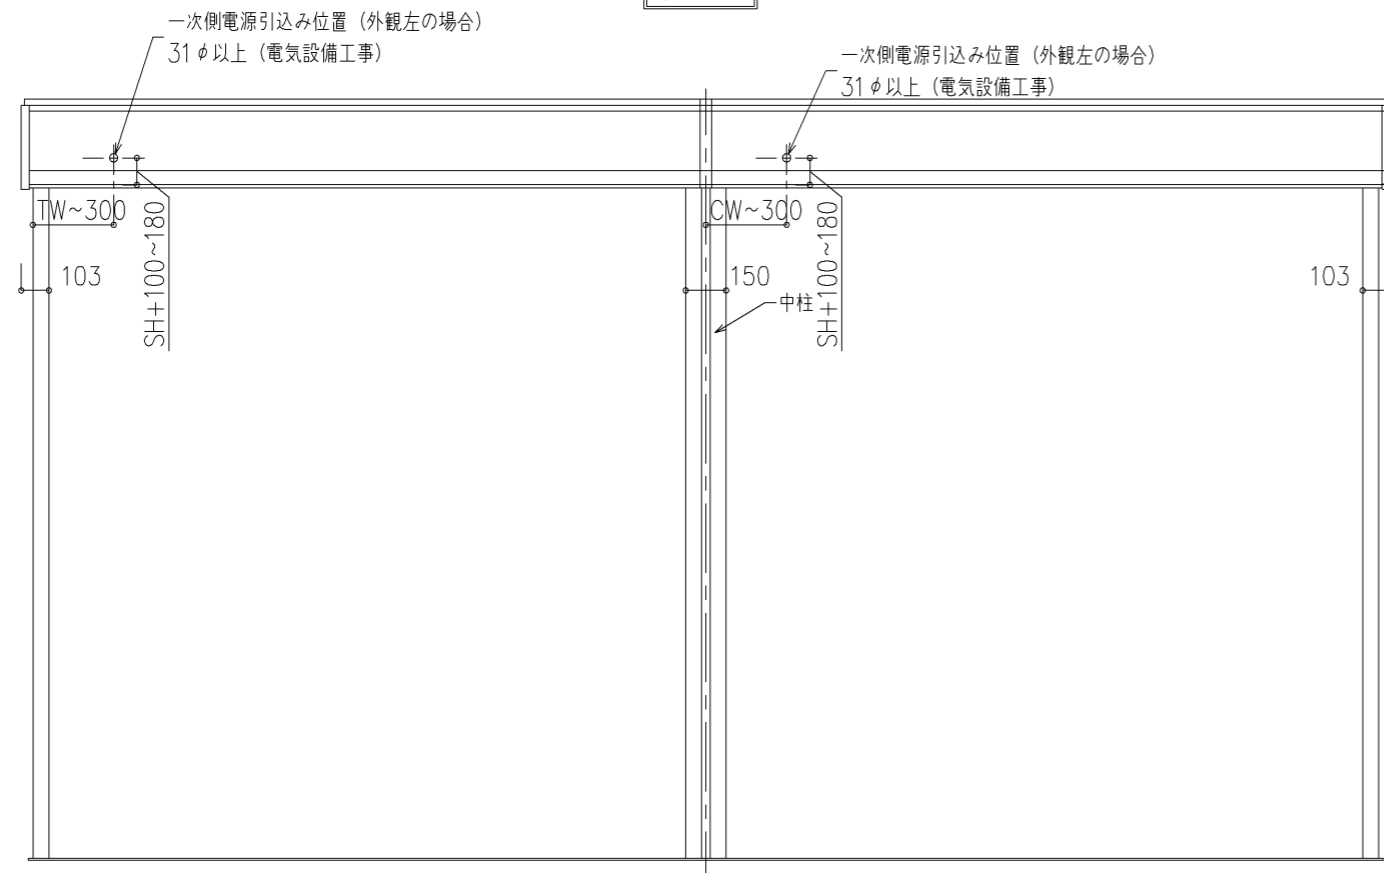 一次側電源引込み位置（外観左の場合）
31φ以上（電気設備工事）
一次側電源引込み位置（外観左の場合）
31φ以上（電気設備工事）
TW~300
SH+100~180
CW~300
SH+100~180
103
150
103
中柱